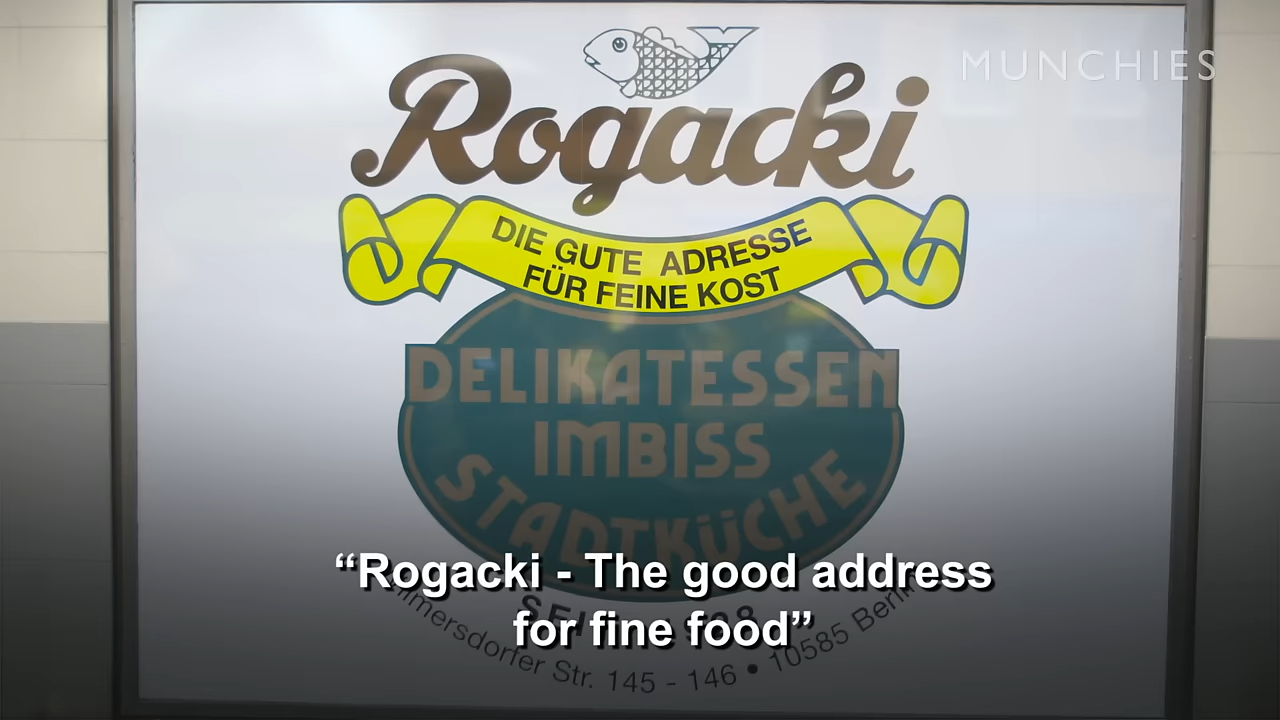 MUNCHIES
Rogacki
DIE GUTE ADRESSE
FÜR FEINE KOST
DELIKATESSEN
IMBISS
STADTKÜCHE
“Rogacki - The good address
for fine food”
Str. 145 - 146 • 10585 Berlin